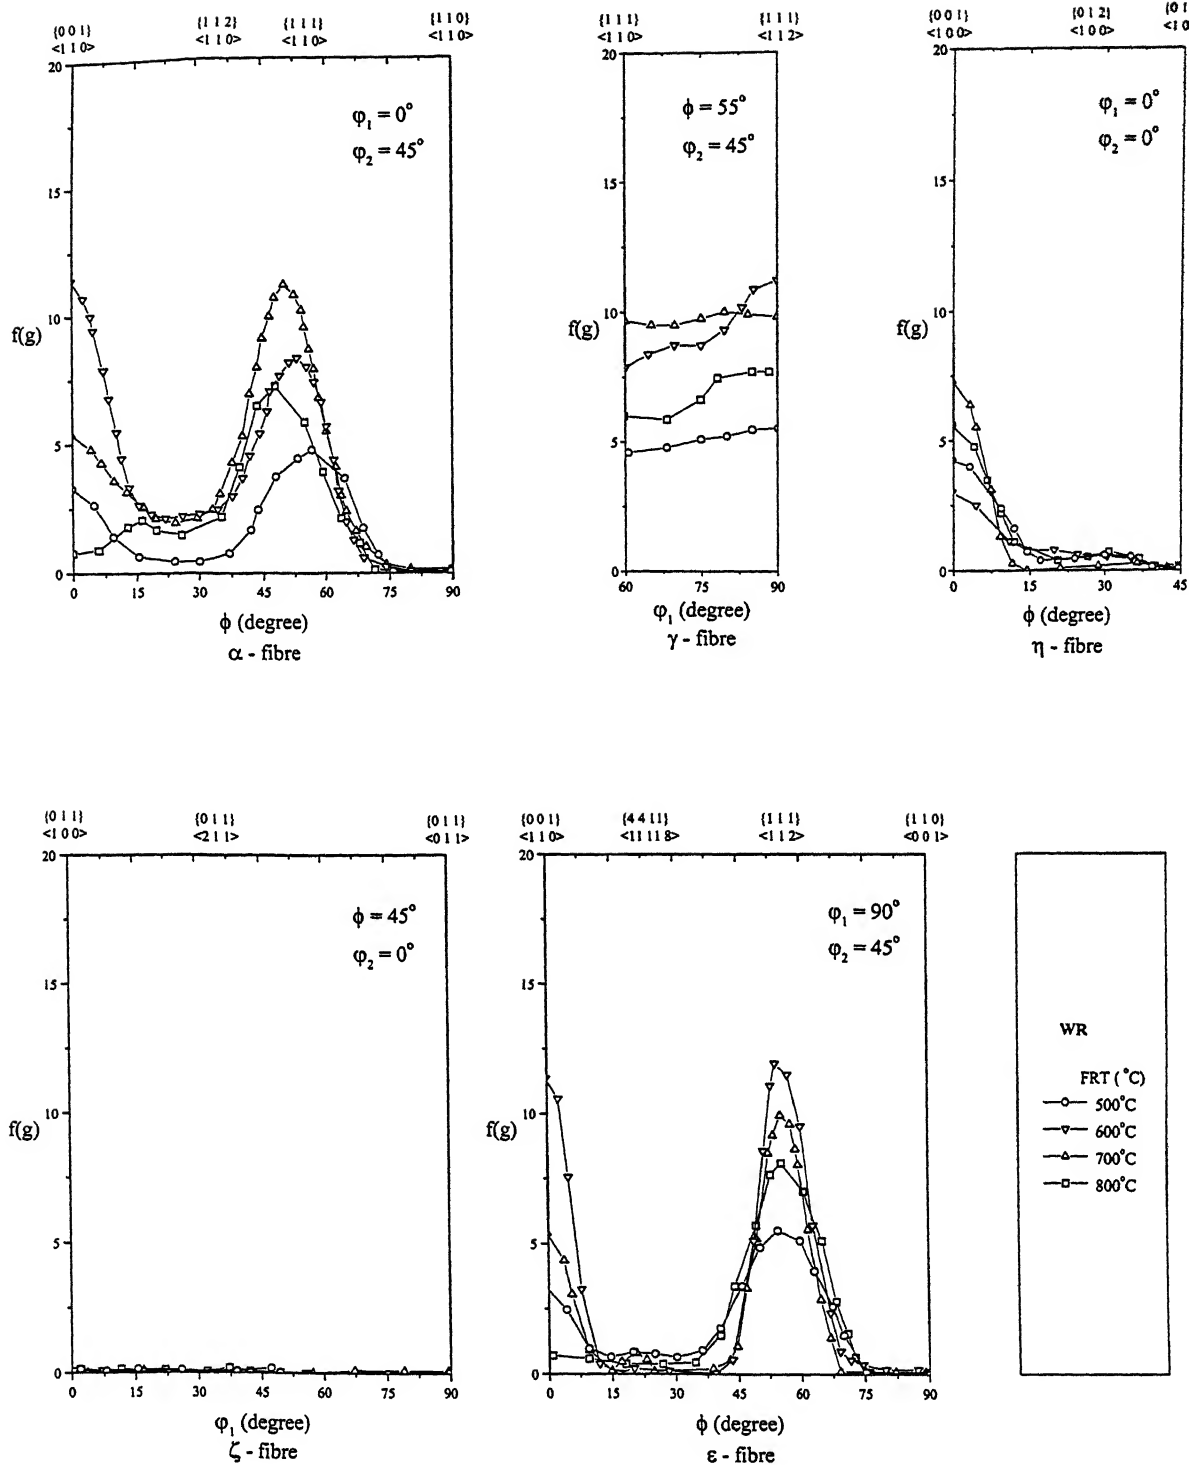 {0 0 1} {1 1 2} {1 1 1} {1 1 0}
<1 1 0> <1 1 0> <1 1 0> <1 1 0>
20
15
10
5
0
f(g)
φ1 = 0°
φ2 = 45°
0 15 30 45 60 75 90
ϕ (degree)
α - fibre
{1 1 1} {1 1 1}
<1 1 0> <1 1 2>
20
15
10
5
0
f(g)
ϕ = 55°
φ2 = 45°
60 75 90
φ1 (degree)
γ - fibre
{0 0 1} {0 1 2} {0 1
<1 0 0> <1 0 0> <1 0
20
15
10
5
0
f(g)
φ1 = 0°
φ2 = 0°
0 15 30 45
ϕ (degree)
η - fibre
{0 1 1} {0 1 1} {0 1 1}
<1 0 0> <2 1 1> <0 1 1>
20
15
10
5
0
f(g)
ϕ = 45°
φ2 = 0°
0 15 30 45 60 75 90
φ1 (degree)
ζ - fibre
{0 0 1} {4 4 11} {1 1 1} {1 1 0}
<1 1 0> <11 11 8> <1 1 2> <0 0 1>
20
15
10
5
0
f(g)
φ1 = 90°
φ2 = 45°
0 15 30 45 60 75 90
ϕ (degree)
ε - fibre
WR
FRT (°C)
500°C
600°C
700°C
800°C